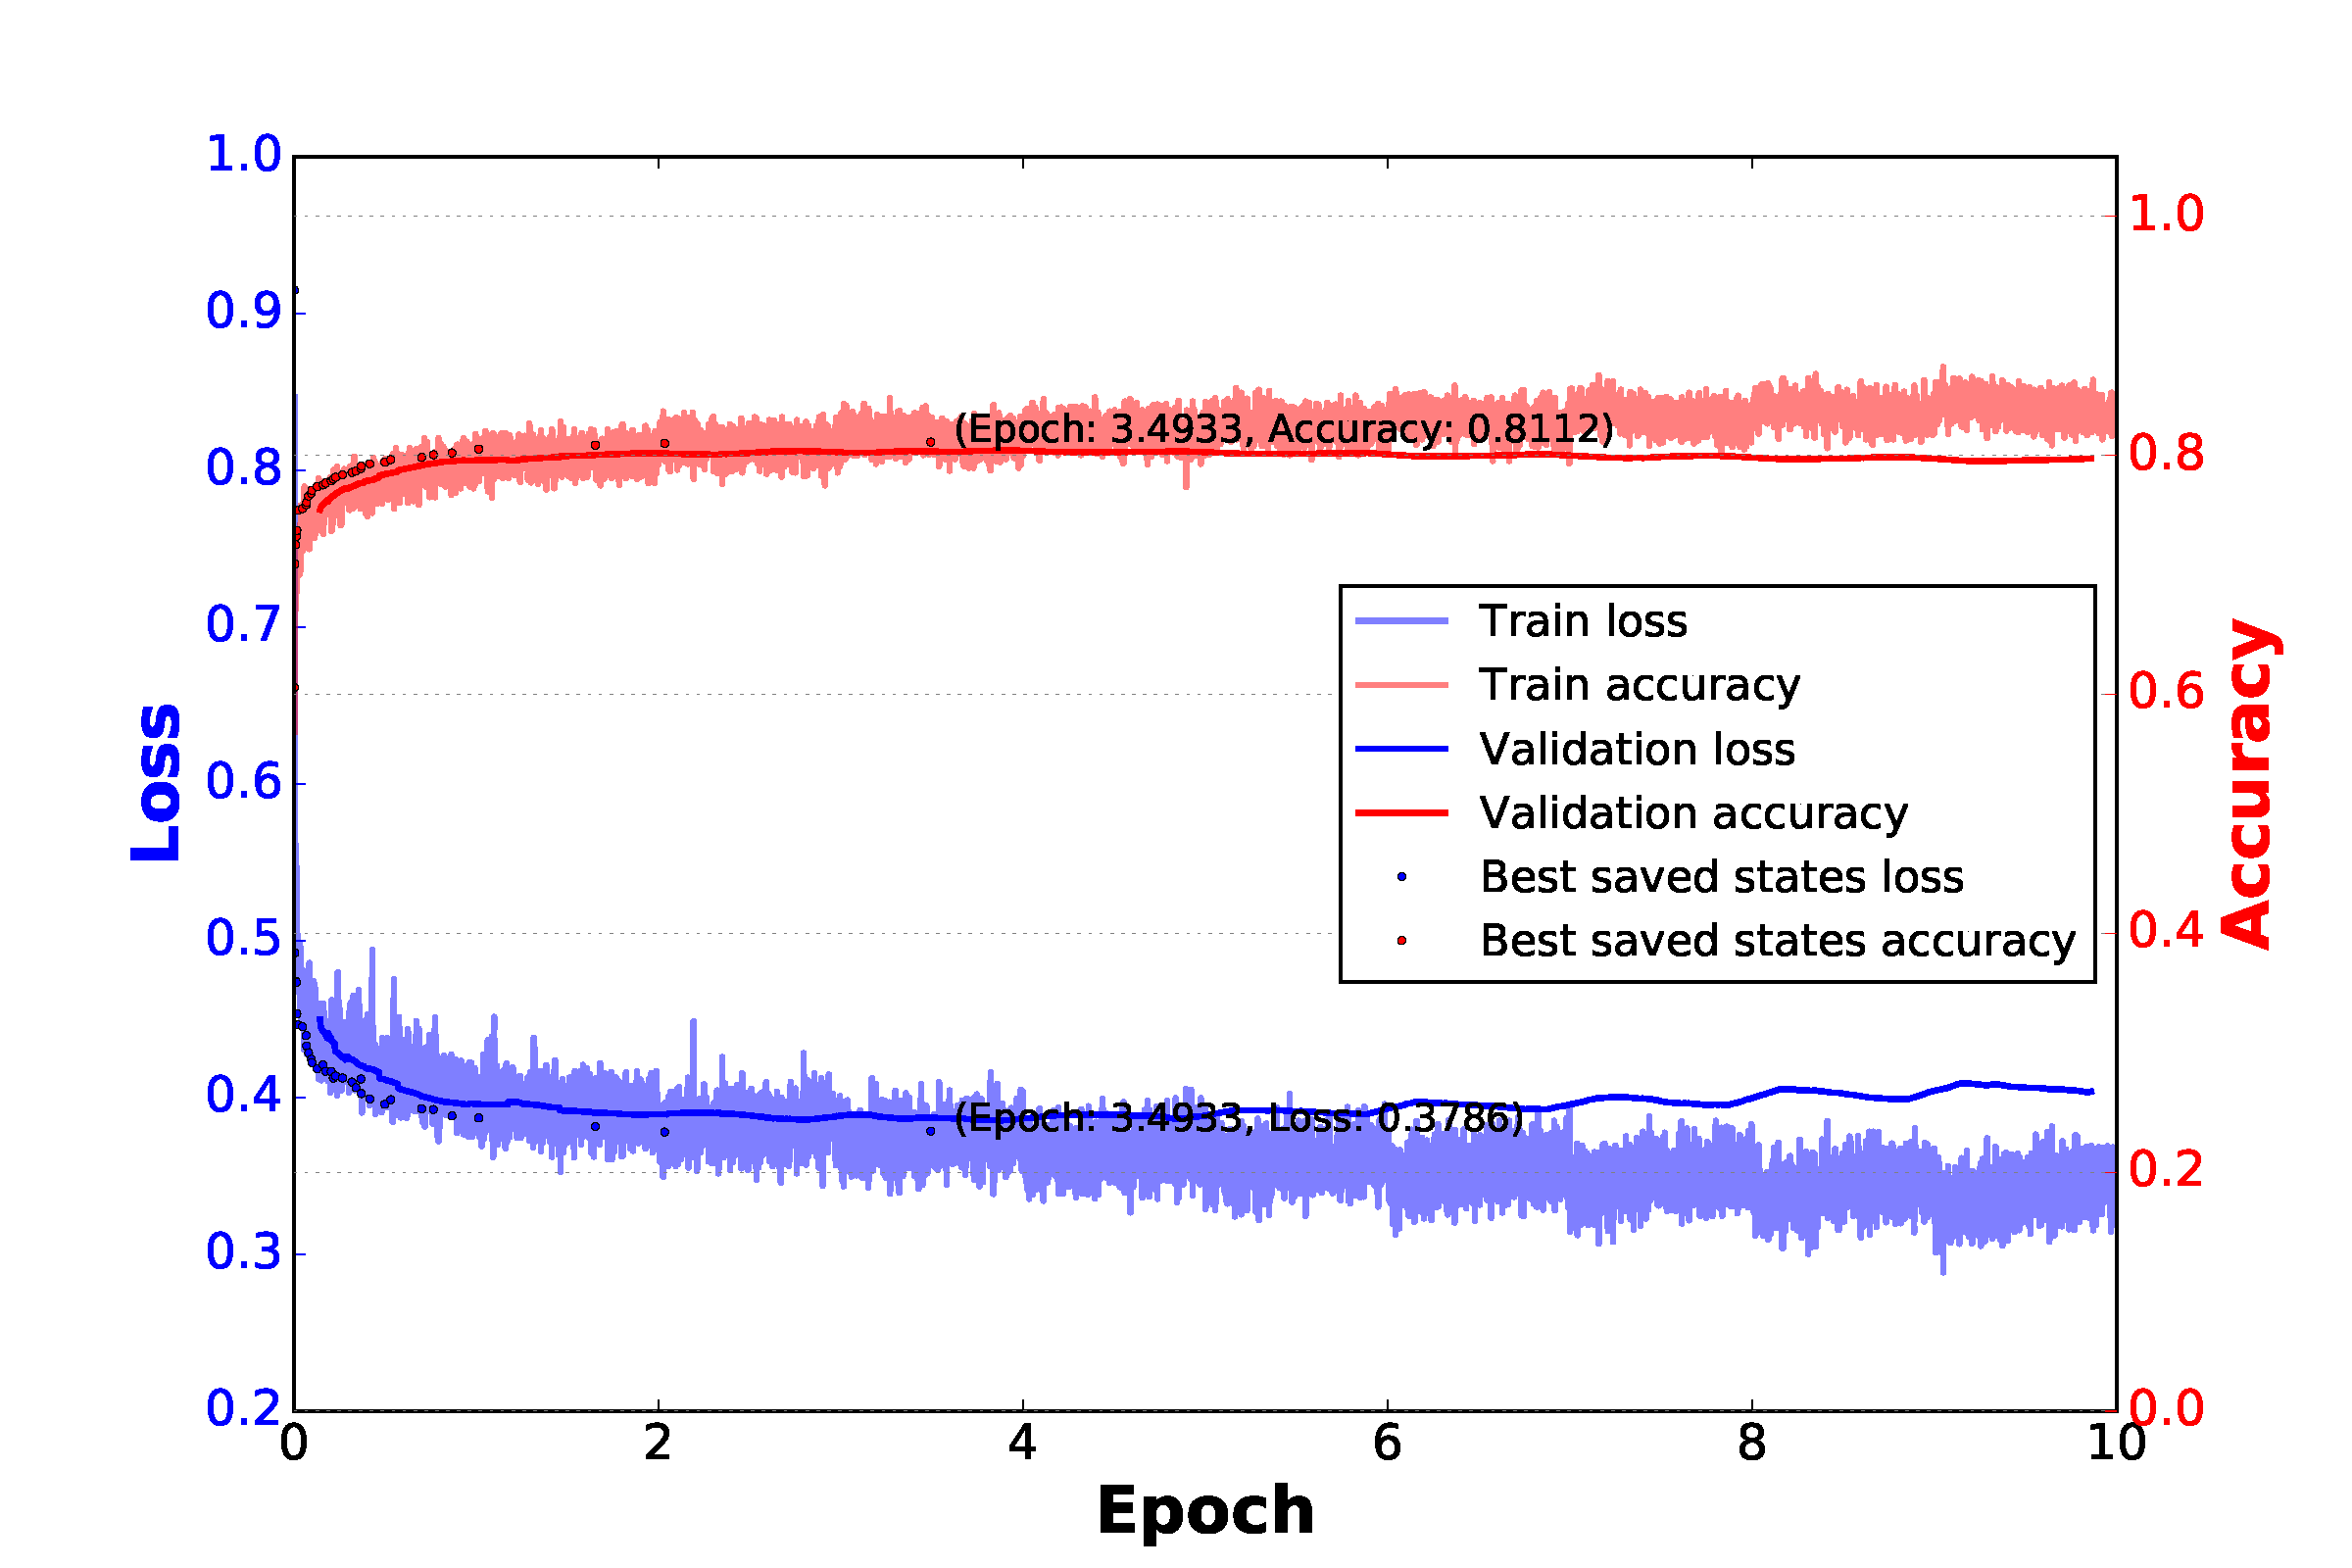 1.0
0.9
0.8
0.7
0.6
0.5
0.4
0.3
0.2
Loss
1.0
0.8
0.6
0.4
0.2
0.0
Accuracy
(Epoch: 3.4933, Accuracy: 0.8112)
Train loss
Train accuracy
Validation loss
Validation accuracy
Best saved states loss
Best saved states accuracy
(Epoch: 3.4933, Loss: 0.3786)
0 2 4 6 8 10
Epoch